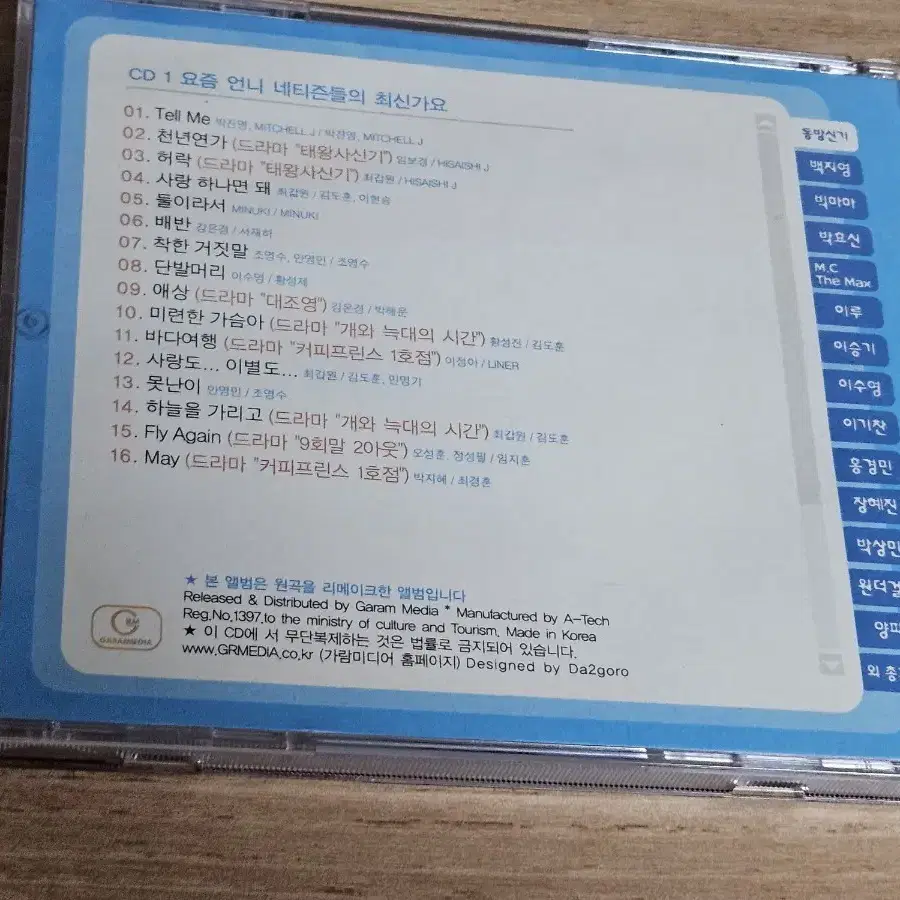 CD 1 요즘 언니 네티즌들의 최신가요
01. Tell Me 박진영, MITCHELL J / 박진영, MITCHELL J
02. 천년연가 (드라마 "태왕사신기") 임보경 / HISAISHI J
03. 허락 (드라마 "태왕사신기") 최갑원 / HISAISHI J
04. 사랑 하나면 돼 최갑원 / 김도훈, 이현승
05. 둘이라서 MINUKI / MINUKI
06. 배반 김은경 / 서재하
07. 착한 거짓말 조영수, 안영민 / 조영수
08. 단발머리 이수명 / 황성제
09. 애상 (드라마 "대조영") 김운경 / 박해운
10. 미련한 가슴아 (드라마 "개와 늑대의 시간") 황성진 / 김도훈
11. 바다여행 (드라마 "커피프린스 1호점") 이정아 / LINER
12. 사랑도... 이별도... 최갑원 / 김도훈, 민명기
13. 못난이 안영민 / 조영수
14. 하늘을 가리고 (드라마 "개와 늑대의 시간") 최갑원 / 김도훈
15. Fly Again (드라마 "9회말 2아웃") 오성훈, 정성필 / 임지훈
16. May (드라마 "커피프린스 1호점") 박지혜 / 최경훈
동방신기
백지영
빅마마
박효신
M.C
The Max
이루
이승기
이수영
이기찬
홍경민
장혜진
박상민
원더걸
양파
외 총
★ 본 앨범은 원곡을 리메이크한 앨범입니다
Released & Distributed by Garam Media * Manufactured by A-Tech
Reg.No.1397.to the ministry of culture and Tourism. Made in Korea
★ 이 CD에 서 무단복제하는 것은 법률로 금지되어 있습니다.
www.GRMEDIA.co.kr (가람미디어 홈페이지) Designed by Da2goro
GARAMMEDIA